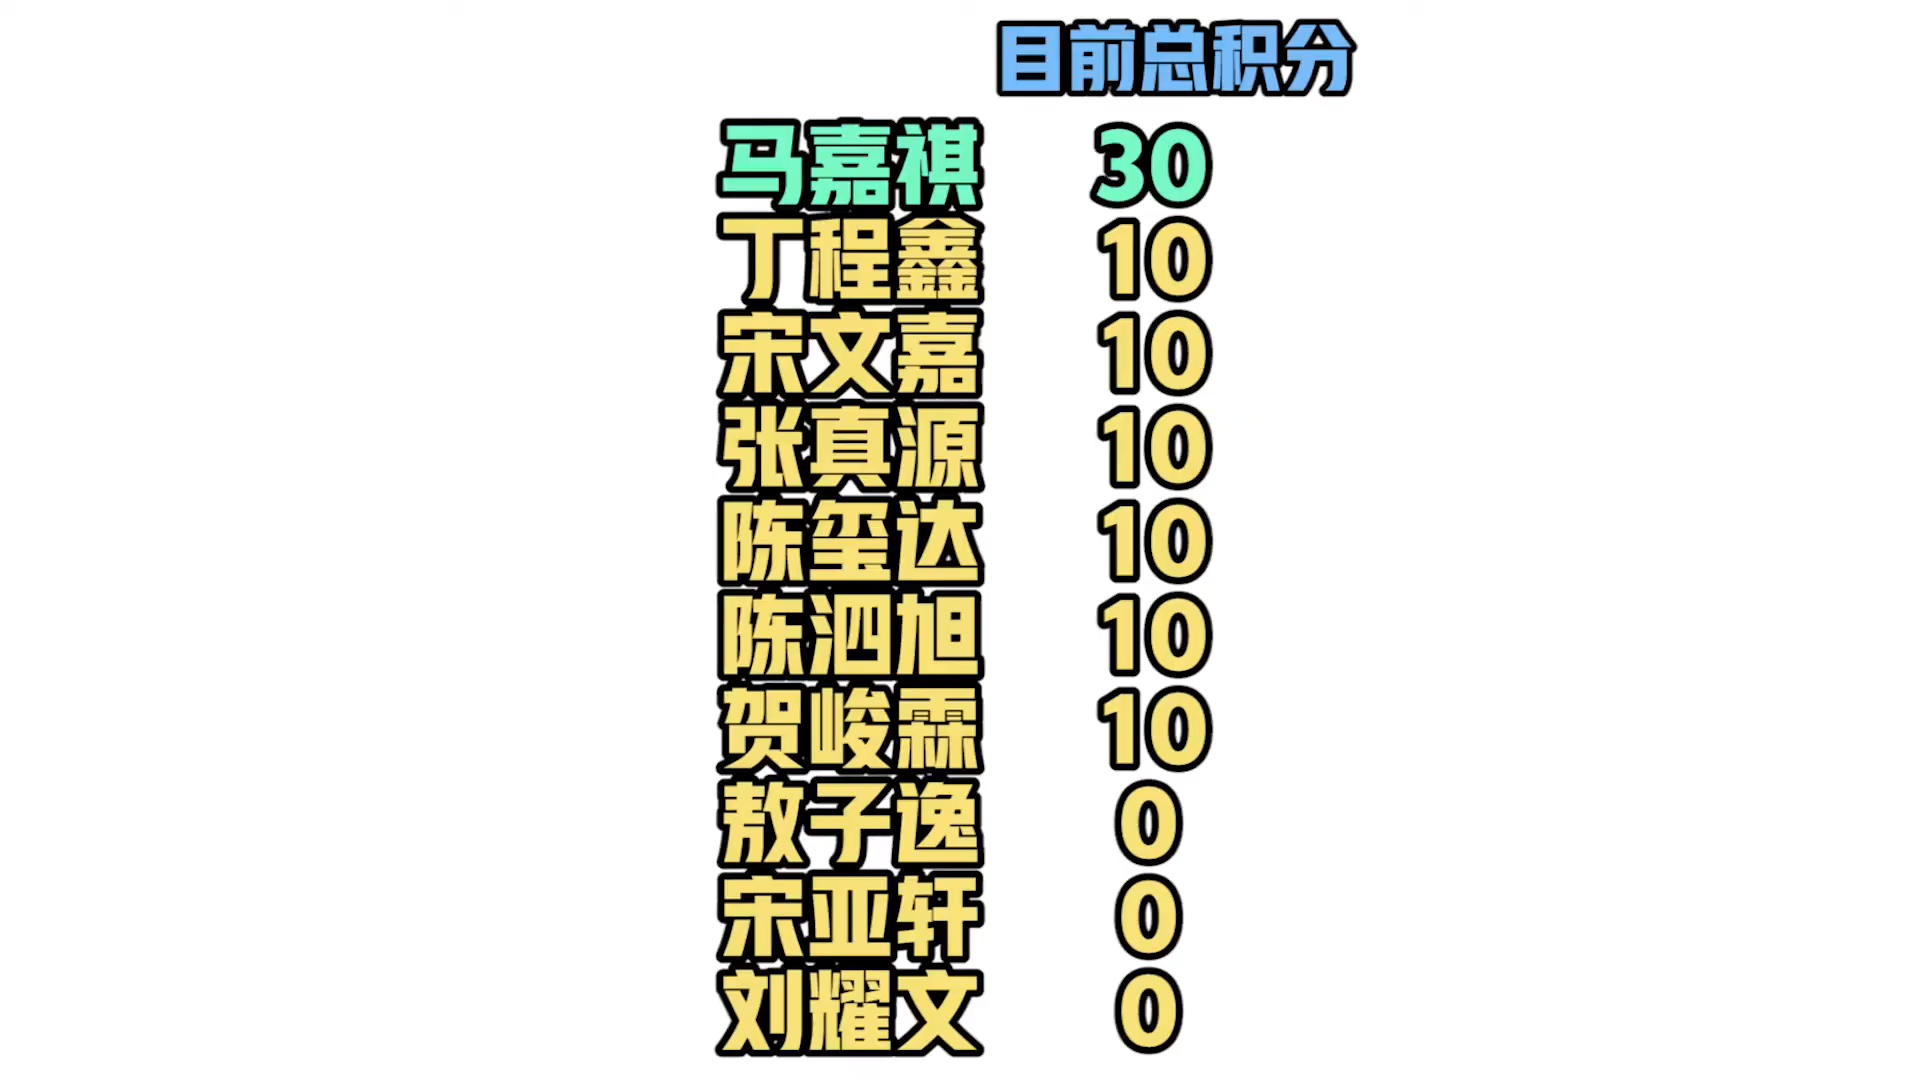 目前总积分
马嘉祺 30
丁程鑫 10
宋文嘉 10
张真源 10
陈玺达 10
陈泗旭 10
贺峻霖 10
敖子逸 0
宋亚轩 0
刘耀文 0